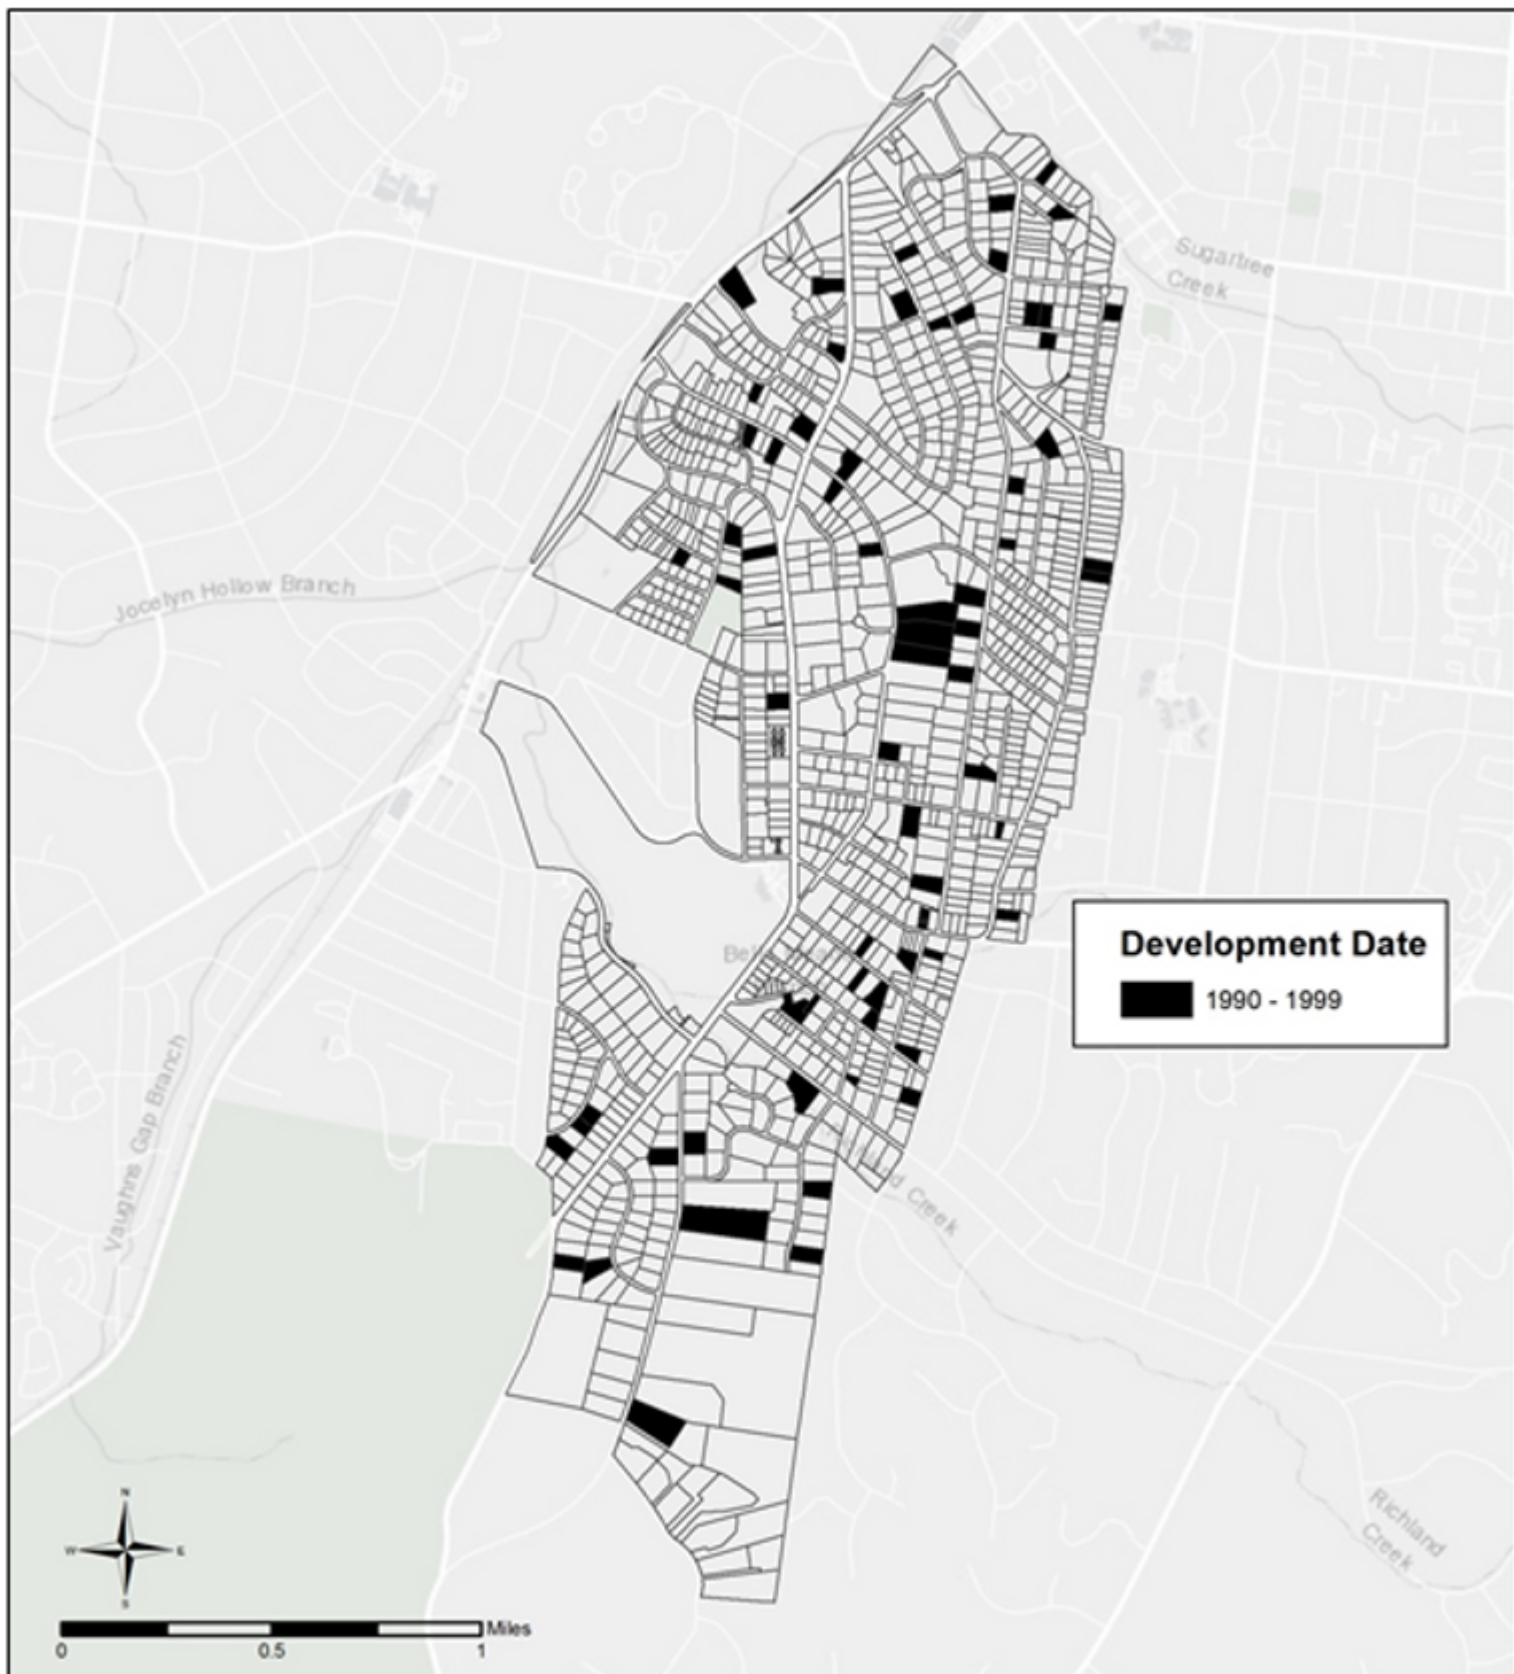 Sugartree
Creek
Jocelyn Hollow Branch
Development Date
1990 - 1999
Vaughns Gap Branch
Creek
Richland
Creek
N
W E
S
Miles
0 0.5 1